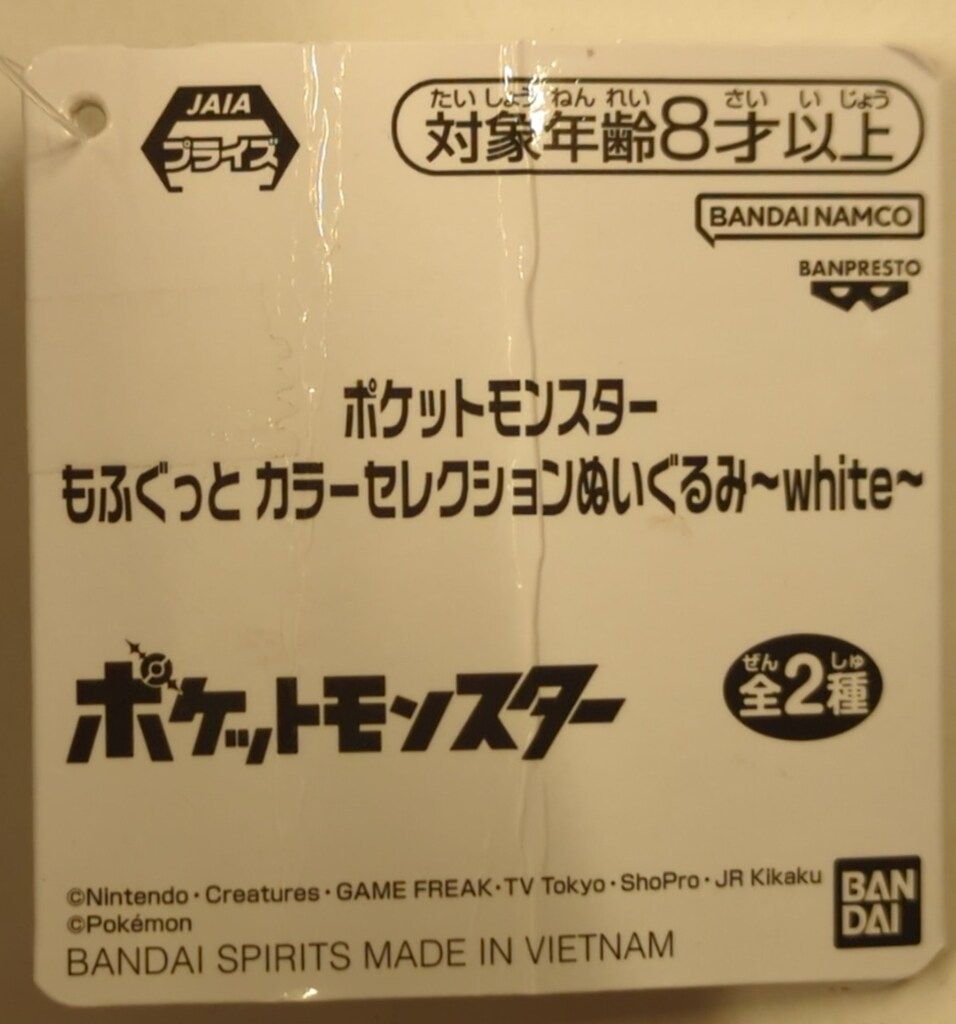 JAIA
プライズ
たいしょうねんれい さいいじょう
対象年齢8才以上
BANDAI NAMCO
BANPRESTO
ポケットモンスター
もふぐっと カラーセレクションぬいぐるみ~white~
ポケットモンスター
ぜん しゅ
全2種
©Nintendo・Creatures・GAME FREAK・TV Tokyo・ShoPro・JR Kikaku
©Pokémon
BANDAI SPIRITS MADE IN VIETNAM
BAN
DAI